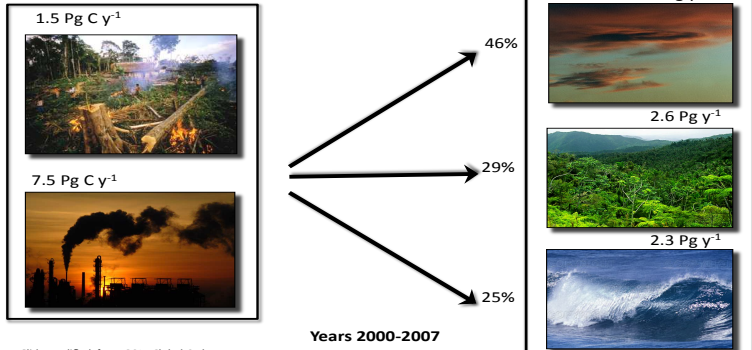 1.5 Pg C y-1
7.5 Pg C y-1
46%
29%
25%
Years 2000-2007
2.6 Pg y-1
2.3 Pg y-1